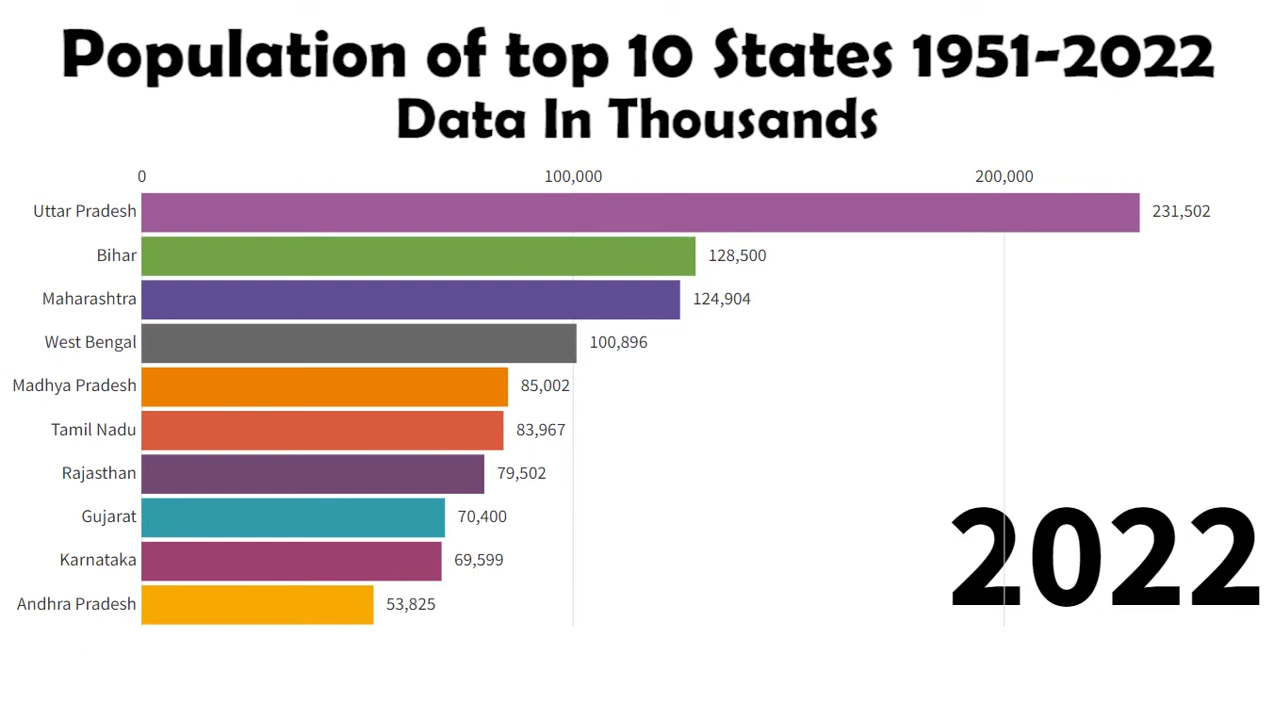 Population of top 10 States 1951-2022
Data In Thousands
0 100,000 200,000
Uttar Pradesh 231,502
Bihar 128,500
Maharashtra 124,904
West Bengal 100,896
Madhya Pradesh 85,002
Tamil Nadu 83,967
Rajasthan 79,502
Gujarat 70,400
Karnataka 69,599
Andhra Pradesh 53,825
2022